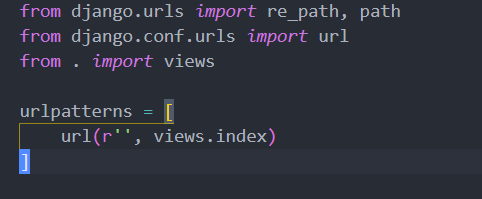 from django.urls import re_path, path
from django.conf.urls import url
from . import views
urlpatterns = [
url(r'', views.index)
]